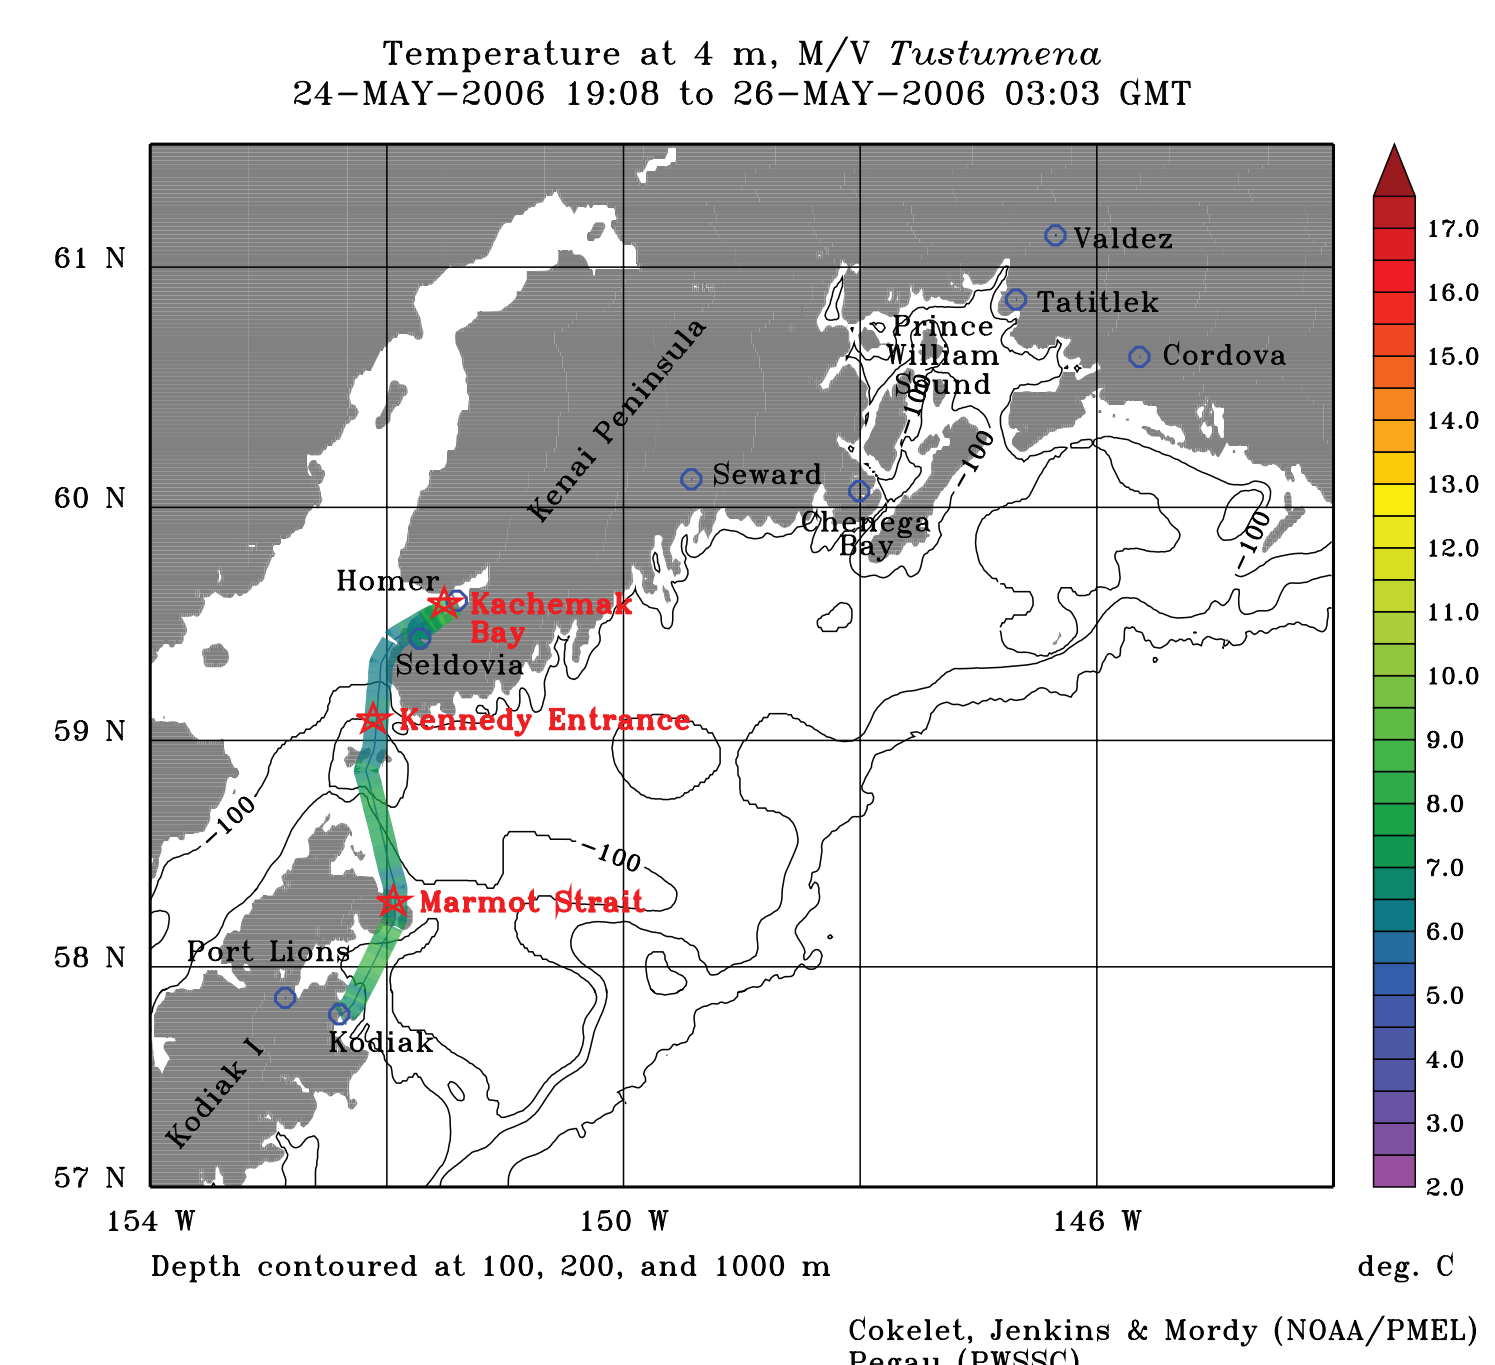 Temperature at 4 m, M/V Tustumena
24-MAY-2006 19:08 to 26-MAY-2006 03:03 GMT
61 N
60 N
59 N
58 N
57 N
154 W
150 W
146 W
Valdez
Tatitlek
Prince
William
Sound
Cordova
Kenai Peninsula
Seward
Chenega
Bay
Homer
Kachemak
Bay
Seldovia
Kennedy Entrance
Marmot Strait
Port Lions
Kodiak
Kodiak I
-100
-100
-100
-100
-100
17.0
16.0
15.0
14.0
13.0
12.0
11.0
10.0
9.0
8.0
7.0
6.0
5.0
4.0
3.0
2.0
Depth contoured at 100, 200, and 1000 m
deg. C
Cokelet, Jenkins & Mordy (NOAA/PMEL)
Pegau (PWSSC)